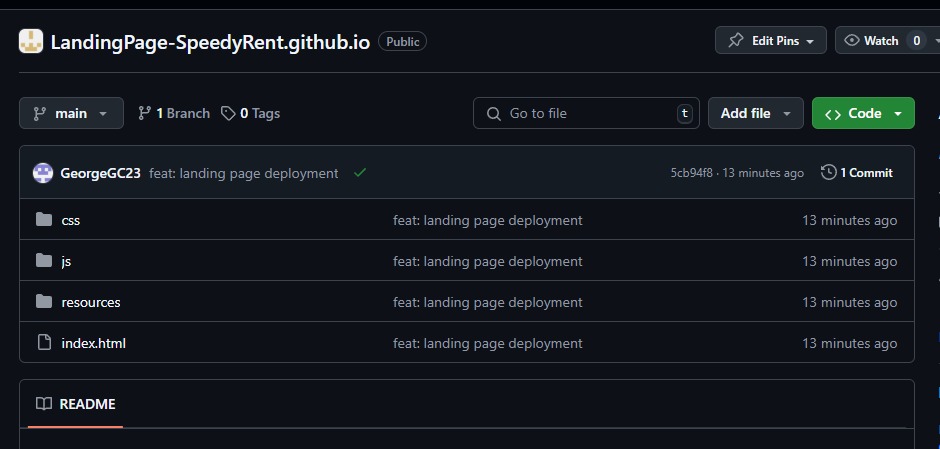 LandingPage-SpeedyRent.github.io Public Edit Pins Watch 0
main 1 Branch 0 Tags Go to file t Add file Code
GeorgeGC23 feat: landing page deployment 5cb94f8 · 13 minutes ago 1 Commit
css feat: landing page deployment 13 minutes ago
js feat: landing page deployment 13 minutes ago
resources feat: landing page deployment 13 minutes ago
index.html feat: landing page deployment 13 minutes ago
README